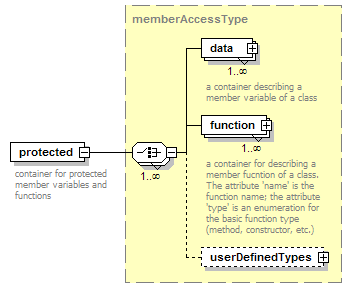 memberAccessType
data
1..∞
a container describing a
member variable of a class
function
1..∞
a container for describing a
member fucntion of a class.
The attribute 'name' is the
function name; the attribute
'type' is an enumeration for
the basic function type
(method, constructor, etc.)
protected
container for protected
member variables and
functions
1..∞
userDefinedTypes